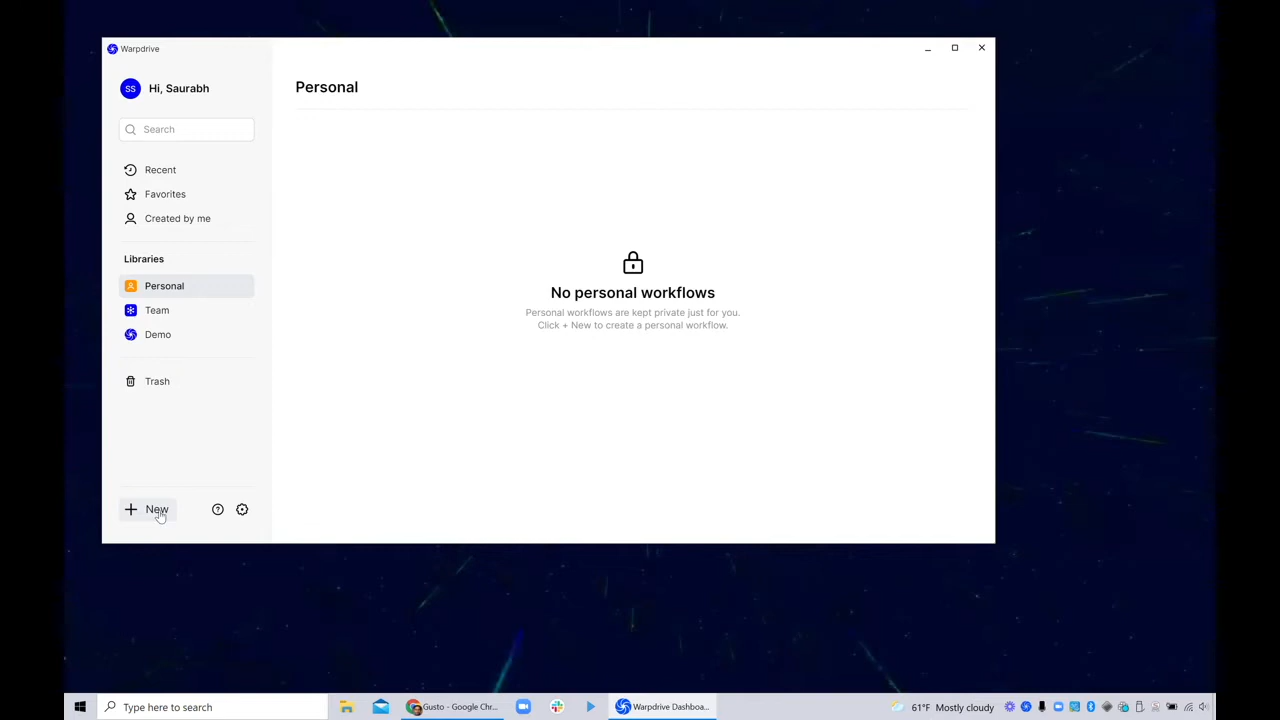 Warpdrive
SS Hi, Saurabh
Search
Recent
Favorites
Created by me
Libraries
Personal
Team
Demo
Trash
New
Personal
No personal workflows
Personal workflows are kept private just for you.
Click + New to create a personal workflow.
Type here to search
Gusto - Google Chr...
Warpdrive Dashboa...
61°F Mostly cloudy